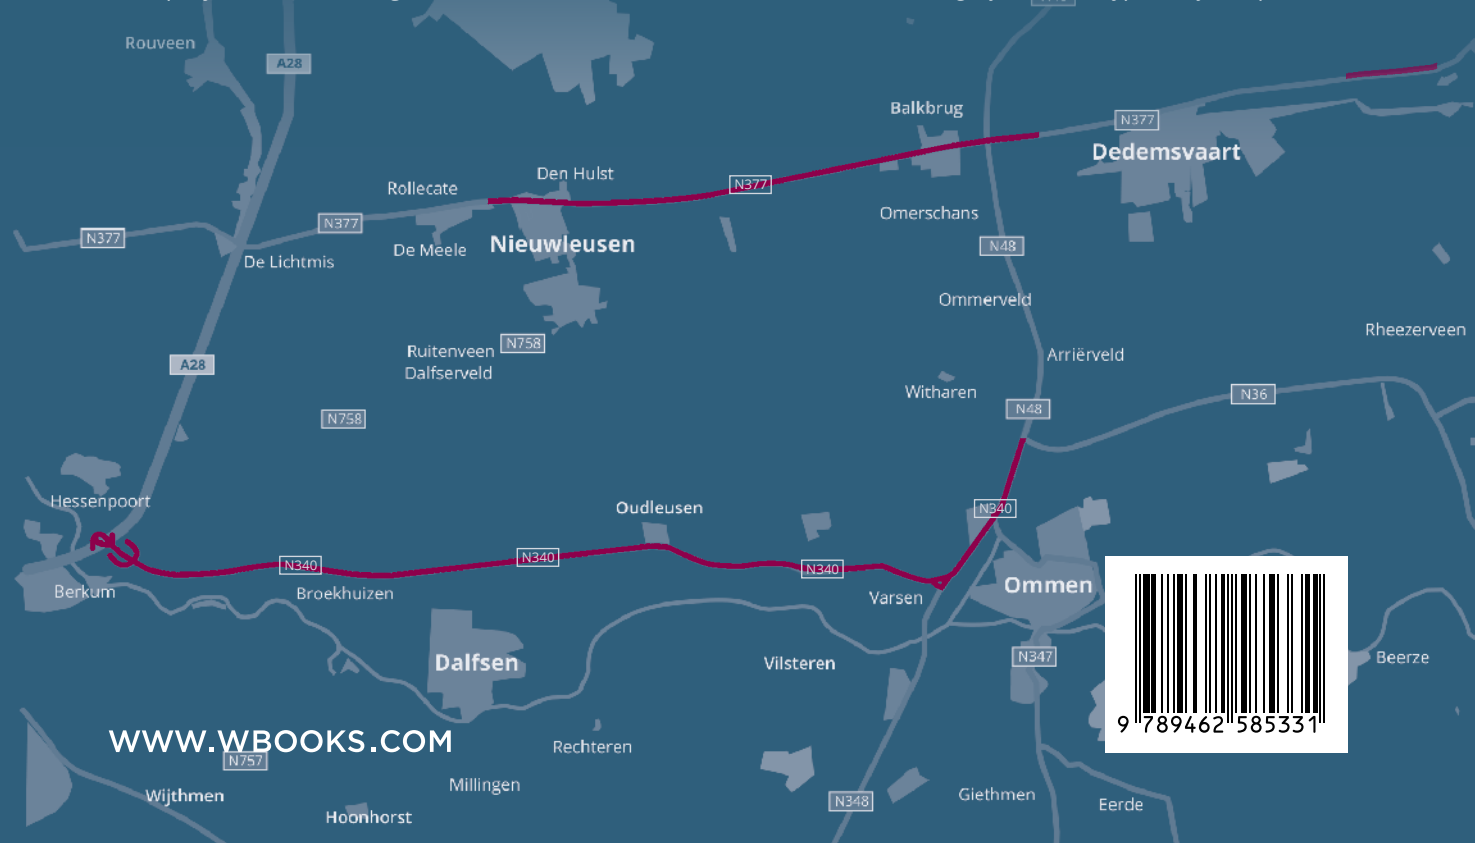 Rouveen
A28
Balkbrug
N377
Dedemsvaart
Den Hulst
Rollecate
N377
N377
N377
Omerschans
De Meele
Nieuwleusen
N48
De Lichtmis
Ommerveld
Rheezerveen
N758
Ruitenveen
Dalfserveld
Arriërveld
A28
Witharen
N36
N48
N758
Hessenpoort
Oudleusen
N340
N340
N340
N340
Berkum
Broekhuizen
Varsen
Ommen
Dalfsen
Vilsteren
N347
Beerze
9 789462 585331
WWW.WBOOKS.COM
N757
Rechteren
Millingen
Wijthmen
Hoonhorst
N348
Giethmen
Eerde